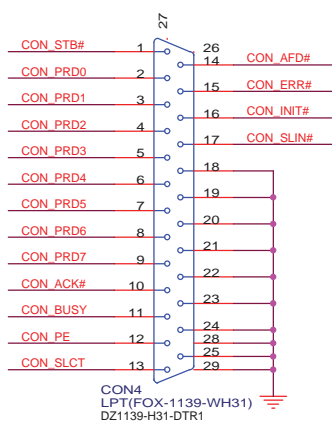 27
CON_STB# 1 26
14 CON_AFD#
CON_PRD0 2
15 CON_ERR#
CON_PRD1 3
16 CON_INIT#
CON_PRD2 4
17 CON_SLIN#
CON_PRD3 5
18
CON_PRD4 6
19
CON_PRD5 7
20
CON_PRD6 8
21
CON_PRD7 9
22
CON_ACK# 10
23
CON_BUSY 11
24
CON_PE 12 28
25
CON_SLCT 13 29
CON4
LPT(FOX-1139-WH31)
DZ1139-H31-DTR1